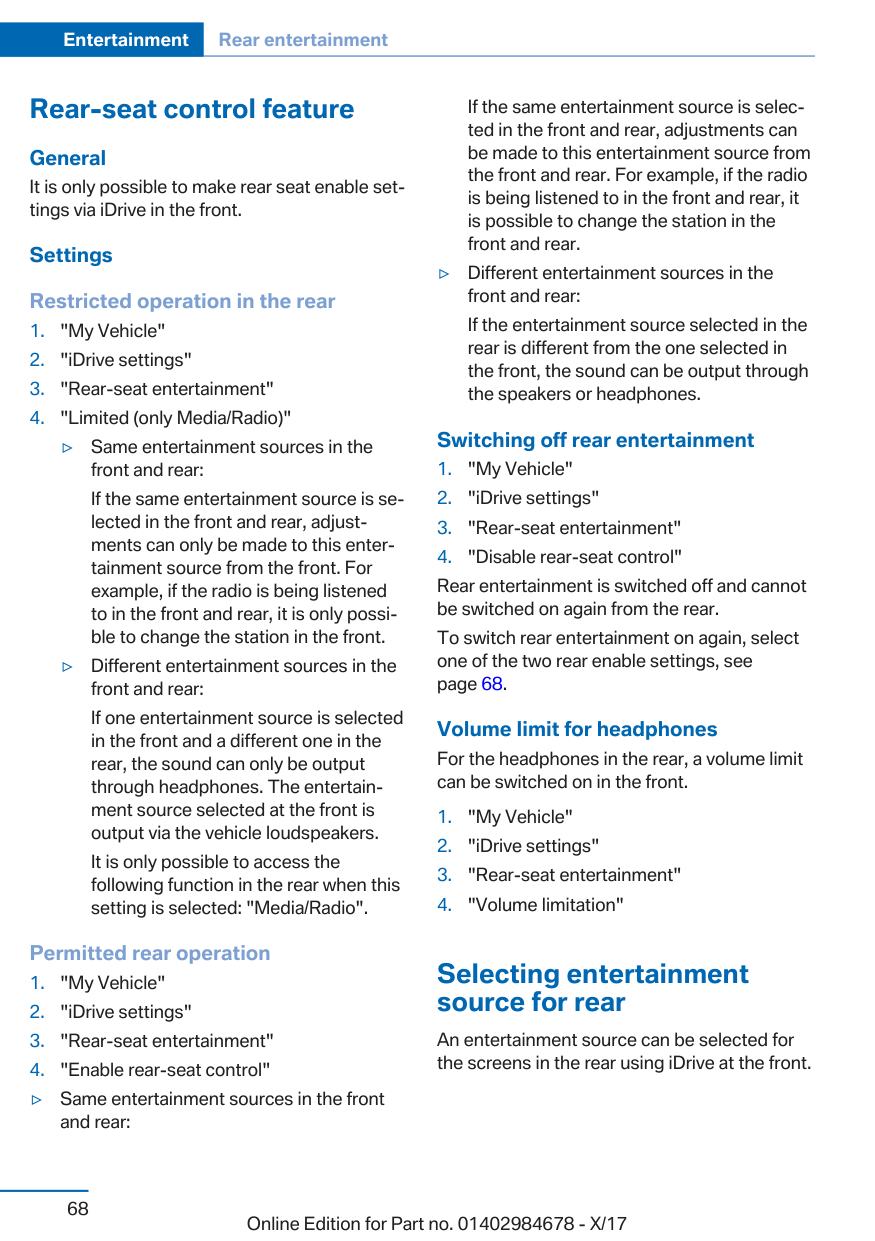 Entertainment Rear entertainment
Rear-seat control feature
General
It is only possible to make rear seat enable set-
tings via iDrive in the front.
Settings
Restricted operation in the rear
1. "My Vehicle"
2. "iDrive settings"
3. "Rear-seat entertainment"
4. "Limited (only Media/Radio)"
▷ Same entertainment sources in the
front and rear:
If the same entertainment source is se-
lected in the front and rear, adjust-
ments can only be made to this enter-
tainment source from the front. For
example, if the radio is being listened
to in the front and rear, it is only possi-
ble to change the station in the front.
▷ Different entertainment sources in the
front and rear:
If one entertainment source is selected
in the front and a different one in the
rear, the sound can only be output
through headphones. The entertain-
ment source selected at the front is
output via the vehicle loudspeakers.
It is only possible to access the
following function in the rear when this
setting is selected: "Media/Radio".
Permitted rear operation
1. "My Vehicle"
2. "iDrive settings"
3. "Rear-seat entertainment"
4. "Enable rear-seat control"
▷ Same entertainment sources in the front
and rear:
If the same entertainment source is selec-
ted in the front and rear, adjustments can
be made to this entertainment source from
the front and rear. For example, if the radio
is being listened to in the front and rear, it
is possible to change the station in the
front and rear.
▷ Different entertainment sources in the
front and rear:
If the entertainment source selected in the
rear is different from the one selected in
the front, the sound can be output through
the speakers or headphones.
Switching off rear entertainment
1. "My Vehicle"
2. "iDrive settings"
3. "Rear-seat entertainment"
4. "Disable rear-seat control"
Rear entertainment is switched off and cannot
be switched on again from the rear.
To switch rear entertainment on again, select
one of the two rear enable settings, see
page 68.
Volume limit for headphones
For the headphones in the rear, a volume limit
can be switched on in the front.
1. "My Vehicle"
2. "iDrive settings"
3. "Rear-seat entertainment"
4. "Volume limitation"
Selecting entertainment
source for rear
An entertainment source can be selected for
the screens in the rear using iDrive at the front.
68
Online Edition for Part no. 01402984678 - X/17